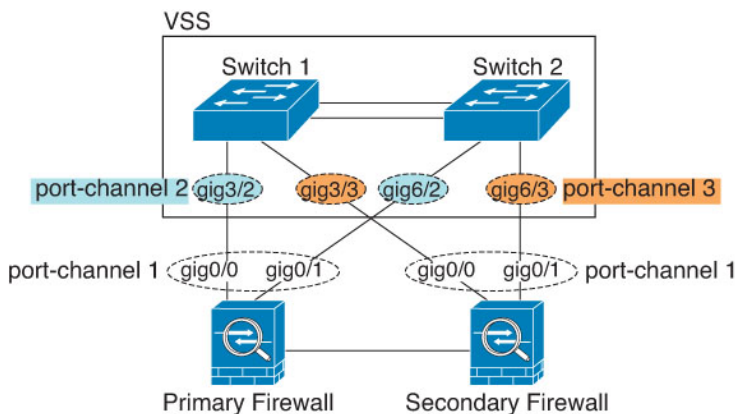 VSS
Switch 1 Switch 2
port-channel 2 gig3/2 gig3/3 gig6/2 gig6/3 port-channel 3
port-channel 1 gig0/0 gig0/1 gig0/0 gig0/1 port-channel 1
Primary Firewall Secondary Firewall